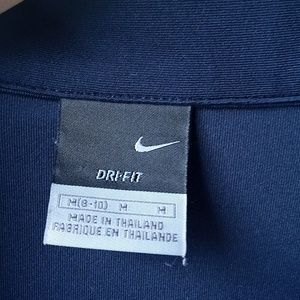 DRI-FIT
M(8-10) M M
MADE IN THAILAND
FABRIQUE EN THAILANDE